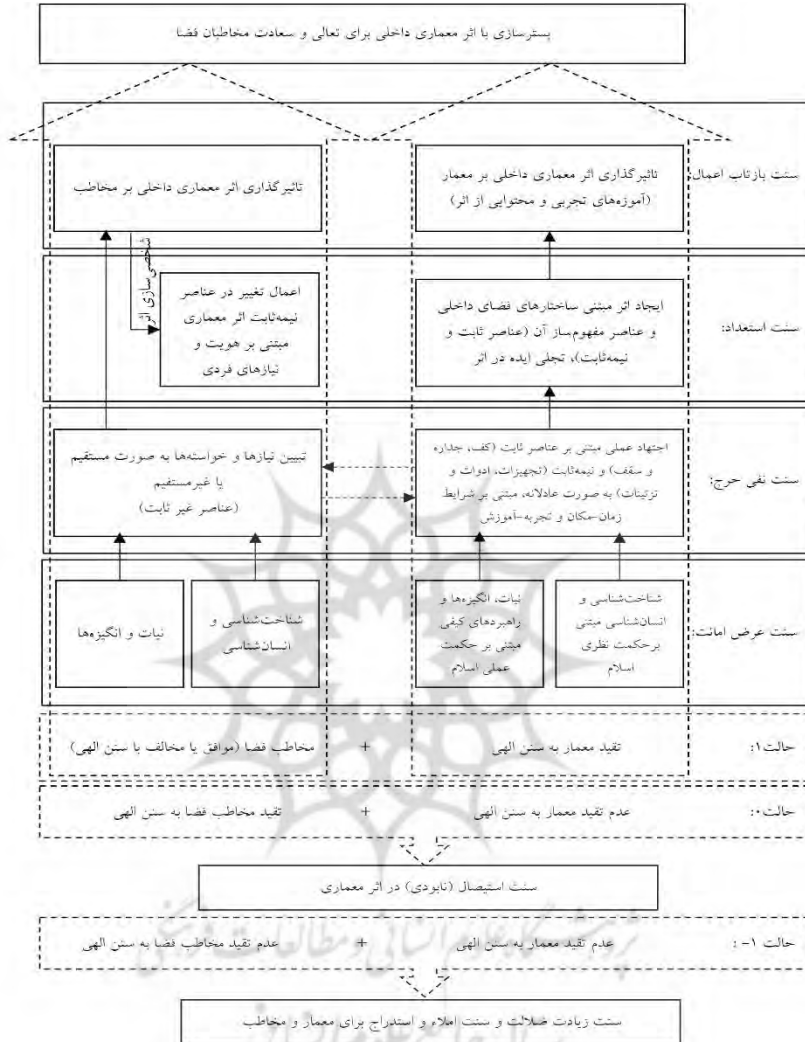 بسترسازی با اثر معماری داخلی برای تعالی و سعادت مخاطبان فضا
سنت بازتاب اعمال:
تاثیرگذاری اثر معماری داخلی بر معمار
(آموزه‌های تجربی و محتوایی از اثر)
تاثیرگذاری اثر معماری داخلی بر مخاطب
شخصی‌سازی اثر
سنت استعداد:
ایجاد اثر مبتنی ساختارهای فضای داخلی
و عناصر مفهوم‌ساز آن (عناصر ثابت و
نیمه‌ثابت)، تجلی ایده در اثر
اعمال تغییر در عناصر
نیمه‌ثابت اثر معماری
مبتنی بر هویت و
نیازهای فردی
سنت نفی حرج:
اجتهاد عملی مبتنی بر عناصر ثابت (کف، جداره
و سقف) و نیمه‌ثابت (تجهیزات، ادوات و
تزئینات) به صورت عادلانه، مبتنی بر شرایط
زمان-مکان و تجربه-آموزش
تبیین نیازها و خواسته‌ها به صورت مستقیم
یا غیرمستقیم
(عناصر غیر ثابت)
سنت عرض امانت:
شناخت‌شناسی و
انسان‌شناسی مبتنی
برحکمت نظری
اسلام
نیات، انگیزه‌ها و
راهبردهای کیفی
مبتنی بر حکمت
عملی اسلام
شناخت‌شناسی و
انسان‌شناسی
نیات و انگیزه‌ها
حالت ۱: تقید معمار به سنن الهی + مخاطب فضا (موافق یا مخالف با سنن الهی)
حالت ۰: عدم تقید معمار به سنن الهی + تقید مخاطب فضا به سنن الهی
سنت استیصال (نابودی) در اثر معماری
حالت ۱- : عدم تقید معمار به سنن الهی + عدم تقید مخاطب فضا به سنن الهی
سنت زیادت ضلالت و سنت املاء و استدراج برای معمار و مخاطب
پژوهشگاه علوم انسانی و مطالعات فرهنگی